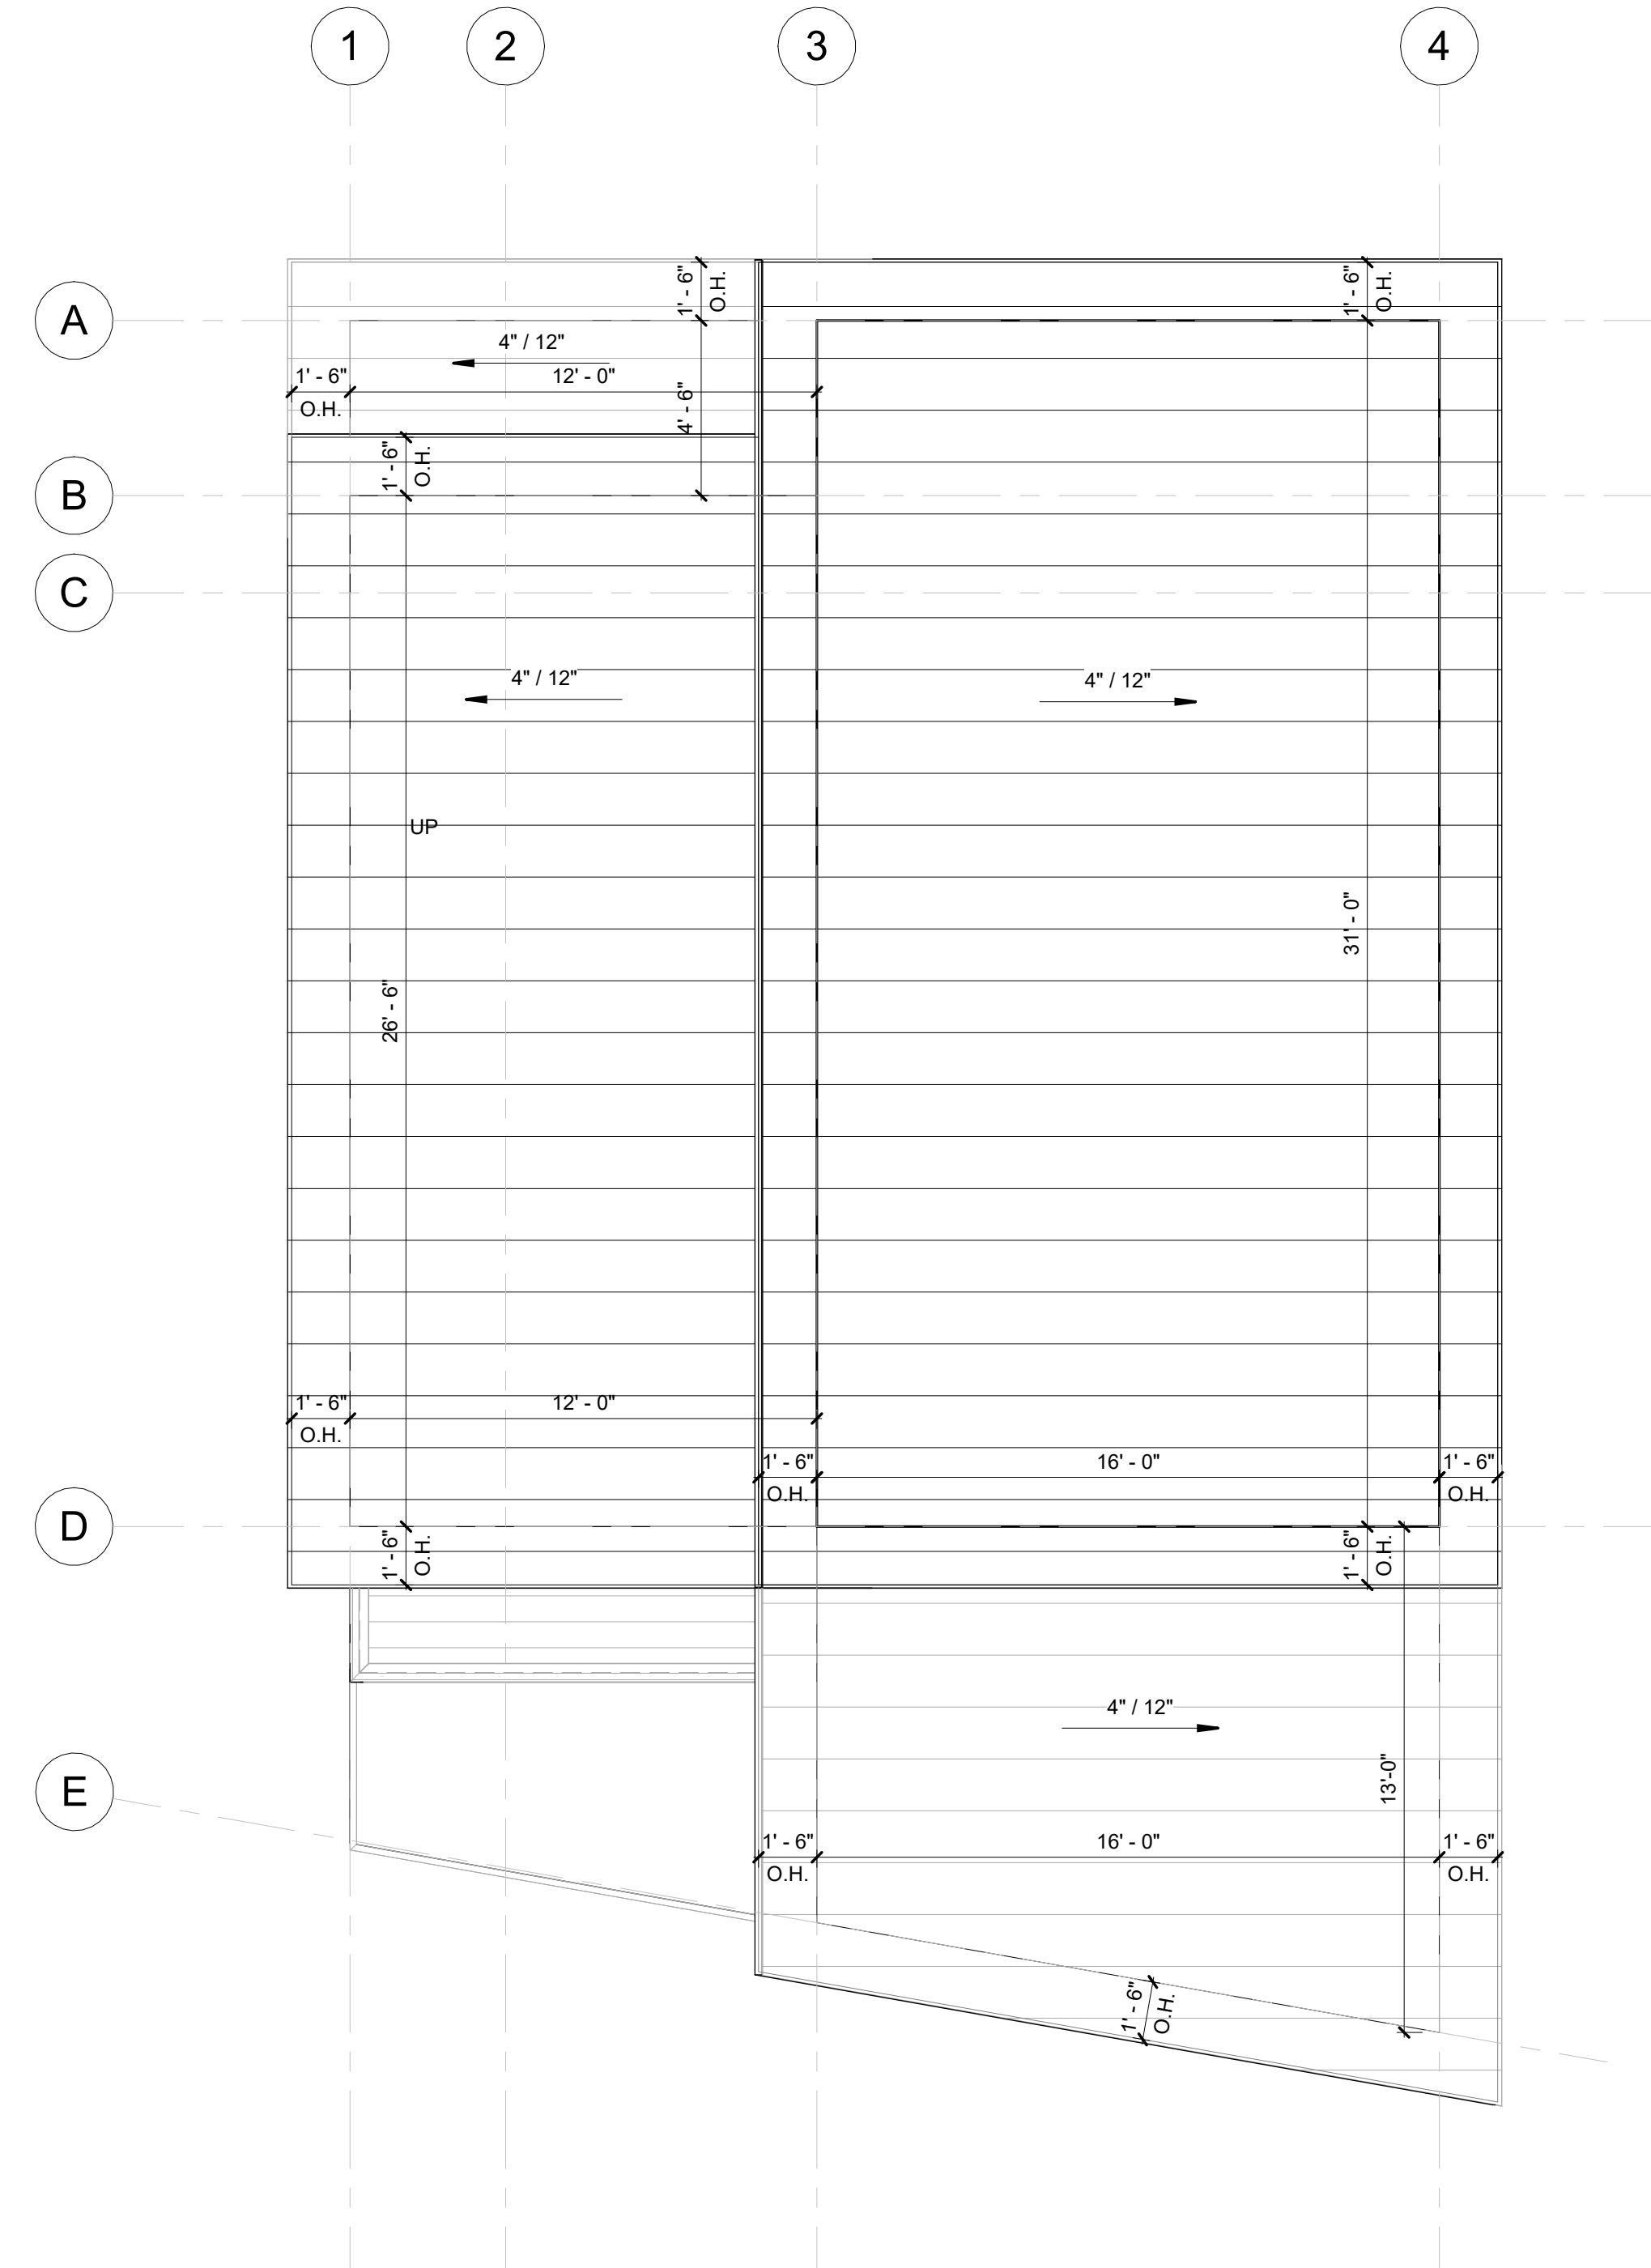 1
2
3
4
A
1' - 6"
O.H.
1' - 6"
O.H.
4" / 12"
1' - 6"
O.H.
12' - 0"
4' - 6"
1' - 6"
O.H.
B
C
4" / 12"
4" / 12"
UP
31' - 0"
26' - 6"
1' - 6"
O.H.
12' - 0"
1' - 6"
O.H.
16' - 0"
1' - 6"
O.H.
D
1' - 6"
O.H.
1' - 6"
O.H.
4" / 12"
13'-0"
E
1' - 6"
O.H.
16' - 0"
1' - 6"
O.H.
1' - 6"
O.H.